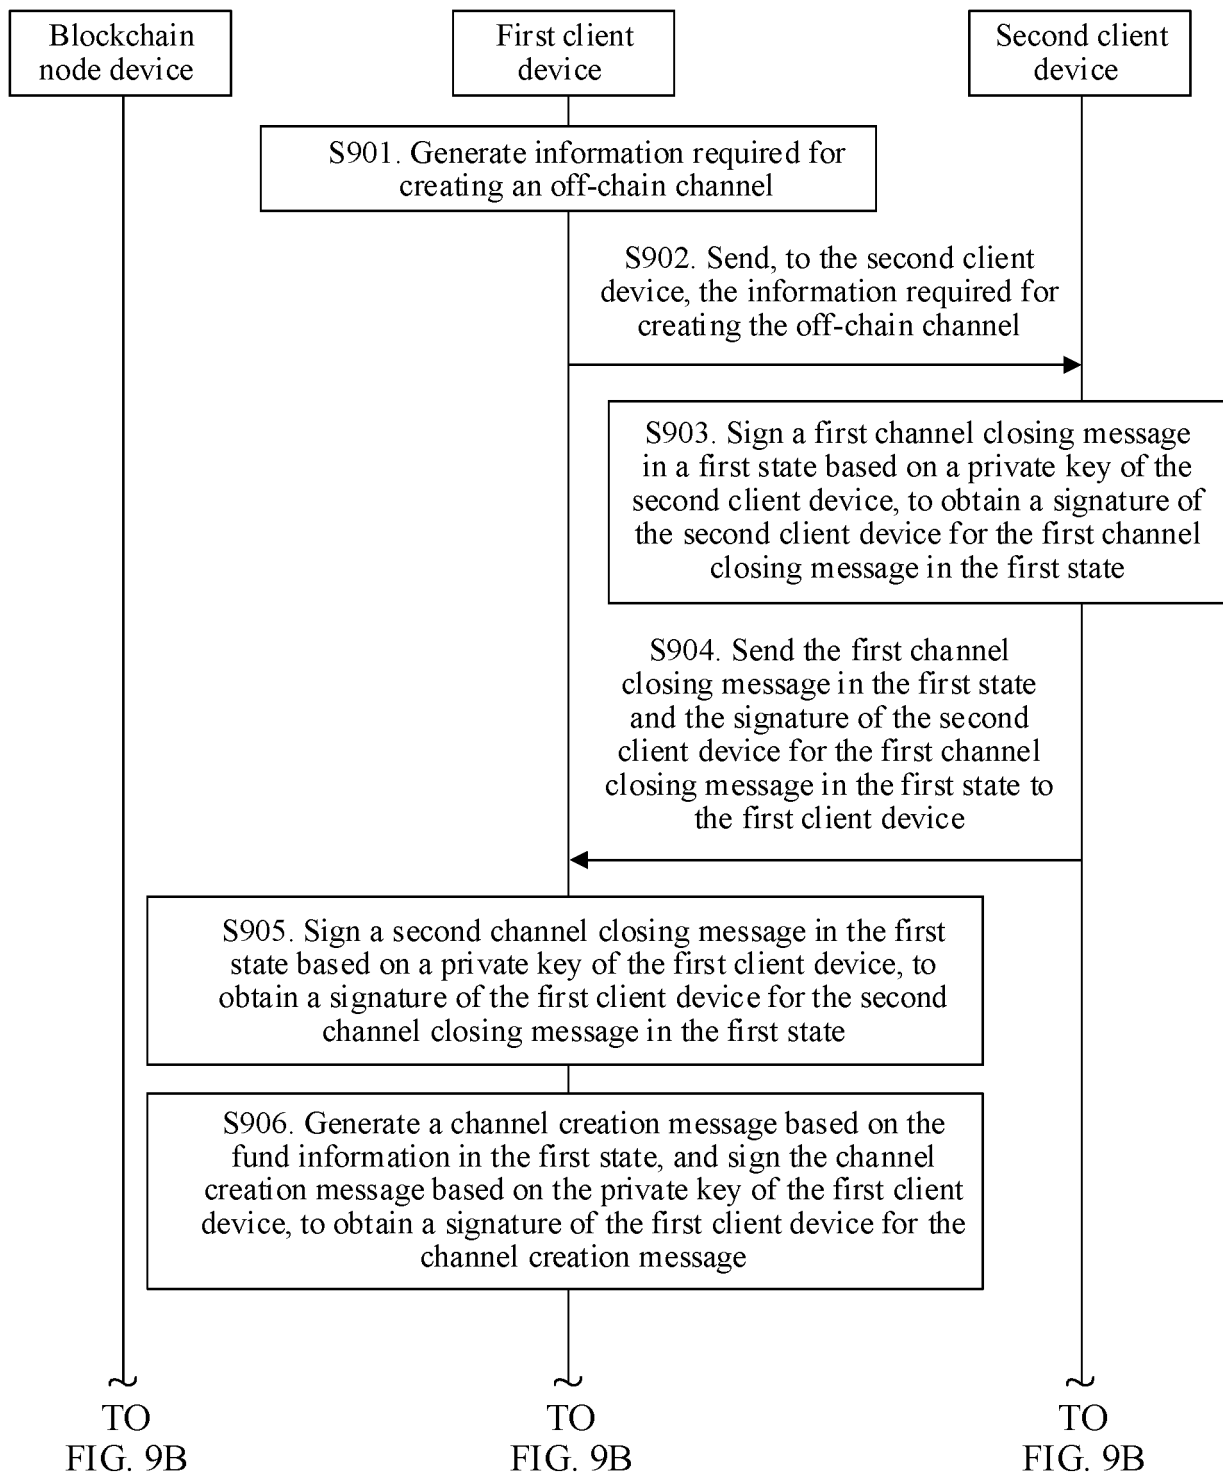 Blockchain
node device
First client
device
Second client
device
S901. Generate information required for
creating an off-chain channel
S902. Send, to the second client
device, the information required for
creating the off-chain channel
S903. Sign a first channel closing message
in a first state based on a private key of the
second client device, to obtain a signature of
the second client device for the first channel
closing message in the first state
S904. Send the first channel
closing message in the first state
and the signature of the second
client device for the first channel
closing message in the first state to
the first client device
S905. Sign a second channel closing message in the first
state based on a private key of the first client device, to
obtain a signature of the first client device for the second
channel closing message in the first state
S906. Generate a channel creation message based on the
fund information in the first state, and sign the channel
creation message based on the private key of the first client
device, to obtain a signature of the first client device for the
channel creation message
TO
FIG. 9B
TO
FIG. 9B
TO
FIG. 9B